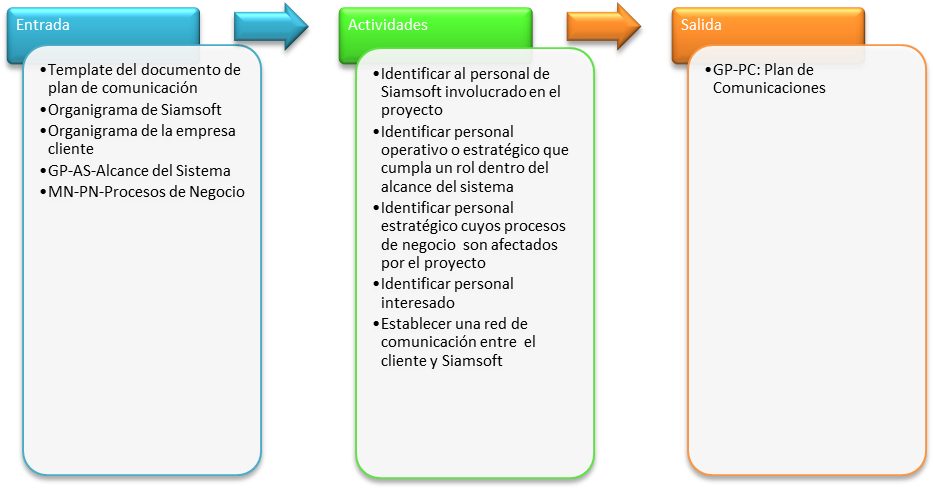 Entrada
•Template del documento de
plan de comunicación
•Organigrama de Siamsoft
•Organigrama de la empresa
cliente
•GP-AS-Alcance del Sistema
•MN-PN-Procesos de Negocio
Actividades
•Identificar al personal de
Siamsoft involucrado en el
proyecto
•Identificar personal
operativo o estratégico que
cumpla un rol dentro del
alcance del sistema
•Identificar personal
estratégico cuyos procesos
de negocio son afectados
por el proyecto
•Identificar personal
interesado
•Establecer una red de
comunicación entre el
cliente y Siamsoft
Salida
•GP-PC: Plan de
Comunicaciones